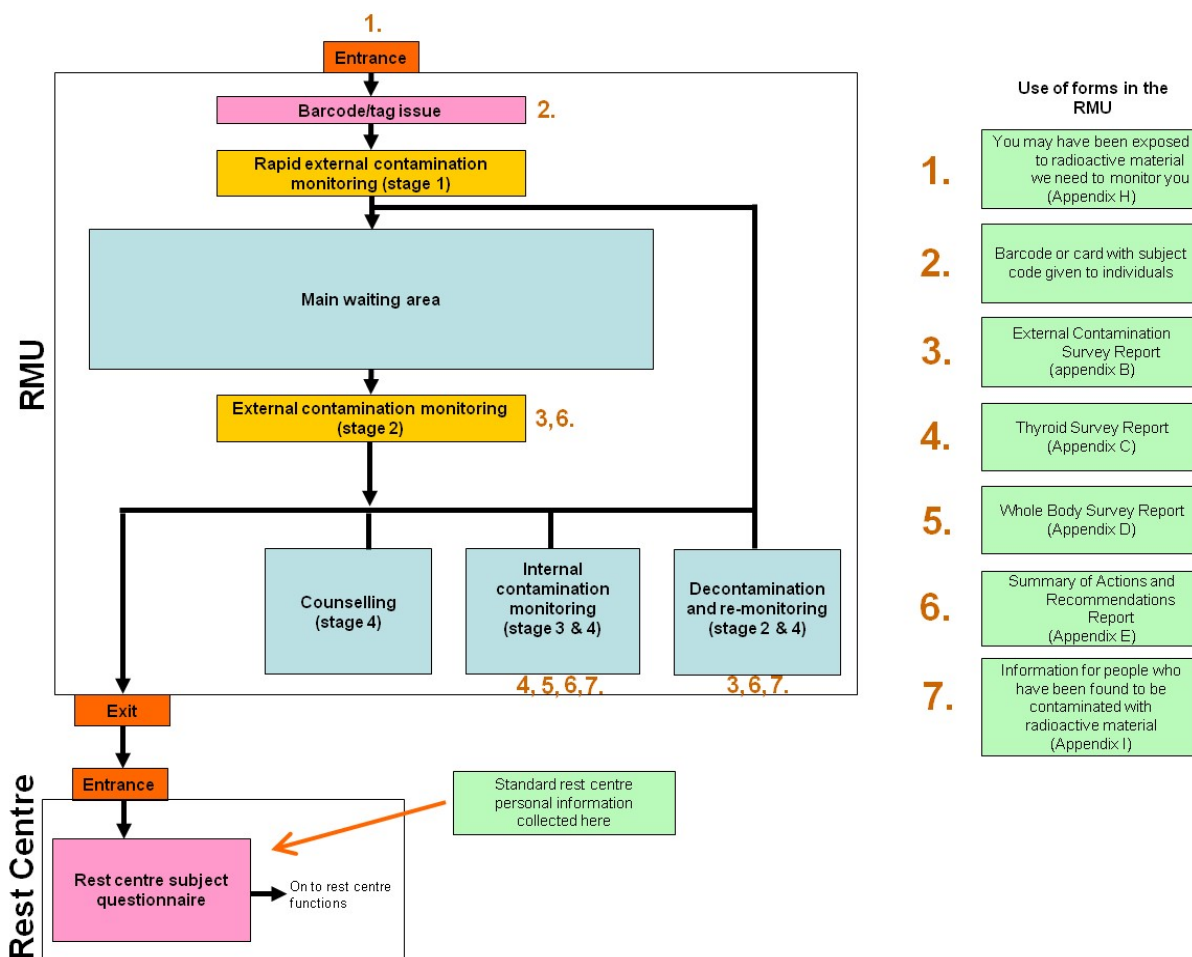 1.
Entrance
Barcode/tag issue
2.
Rapid external contamination
monitoring (stage 1)
Main waiting area
RMU
External contamination monitoring
(stage 2)
3, 6.
Counselling
(stage 4)
Internal
contamination
monitoring
(stage 3 & 4)
Decontamination
and re-monitoring
(stage 2 & 4)
4, 5, 6, 7.
3, 6, 7.
Exit
Entrance
Rest Centre
Rest centre subject
questionnaire
On to rest centre
functions
Standard rest centre
personal information
collected here
Use of forms in the
RMU
1.
You may have been exposed
to radioactive material
we need to monitor you
(Appendix H)
2.
Barcode or card with subject
code given to individuals
3.
External Contamination
Survey Report
(appendix B)
4.
Thyroid Survey Report
(Appendix C)
5.
Whole Body Survey Report
(Appendix D)
6.
Summary of Actions and
Recommendations
Report
(Appendix E)
7.
Information for people who
have been found to be
contaminated with
radioactive material
(Appendix I)